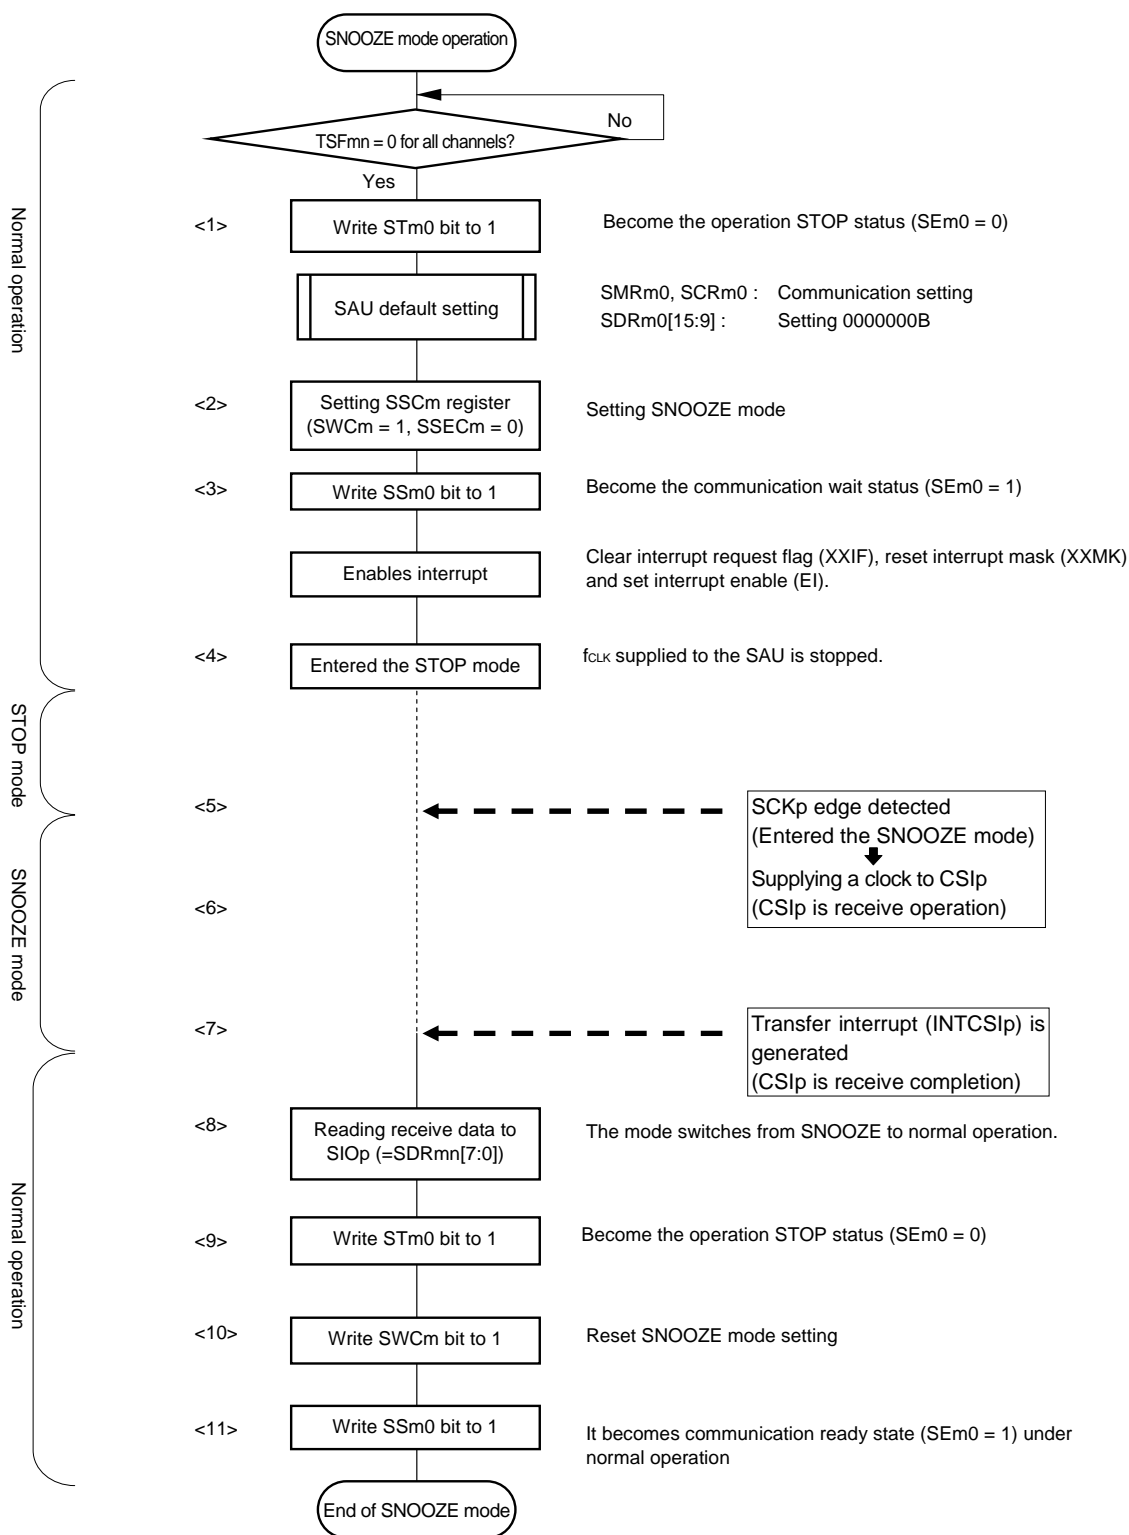 SNOOZE mode operation
No
TSFmn = 0 for all channels?
Yes
Normal operation
<1>
Write STm0 bit to 1
Become the operation STOP status (SEm0 = 0)
SAU default setting
SMRm0, SCRm0 : Communication setting
SDRm0[15:9] : Setting 0000000B
<2>
Setting SSCm register
(SWCm = 1, SSECm = 0)
Setting SNOOZE mode
<3>
Write SSm0 bit to 1
Become the communication wait status (SEm0 = 1)
Enables interrupt
Clear interrupt request flag (XXIF), reset interrupt mask (XXMK)
and set interrupt enable (EI).
<4>
Entered the STOP mode
fCLK supplied to the SAU is stopped.
STOP mode
<5>
SCKp edge detected
(Entered the SNOOZE mode)
Supplying a clock to CSIp
(CSIp is receive operation)
SNOOZE mode
<6>
<7>
Transfer interrupt (INTCSIp) is
generated
(CSIp is receive completion)
Normal operation
<8>
Reading receive data to
SIOp (=SDRmn[7:0])
The mode switches from SNOOZE to normal operation.
<9>
Write STm0 bit to 1
Become the operation STOP status (SEm0 = 0)
<10>
Write SWCm bit to 1
Reset SNOOZE mode setting
<11>
Write SSm0 bit to 1
It becomes communication ready state (SEm0 = 1) under
normal operation
End of SNOOZE mode